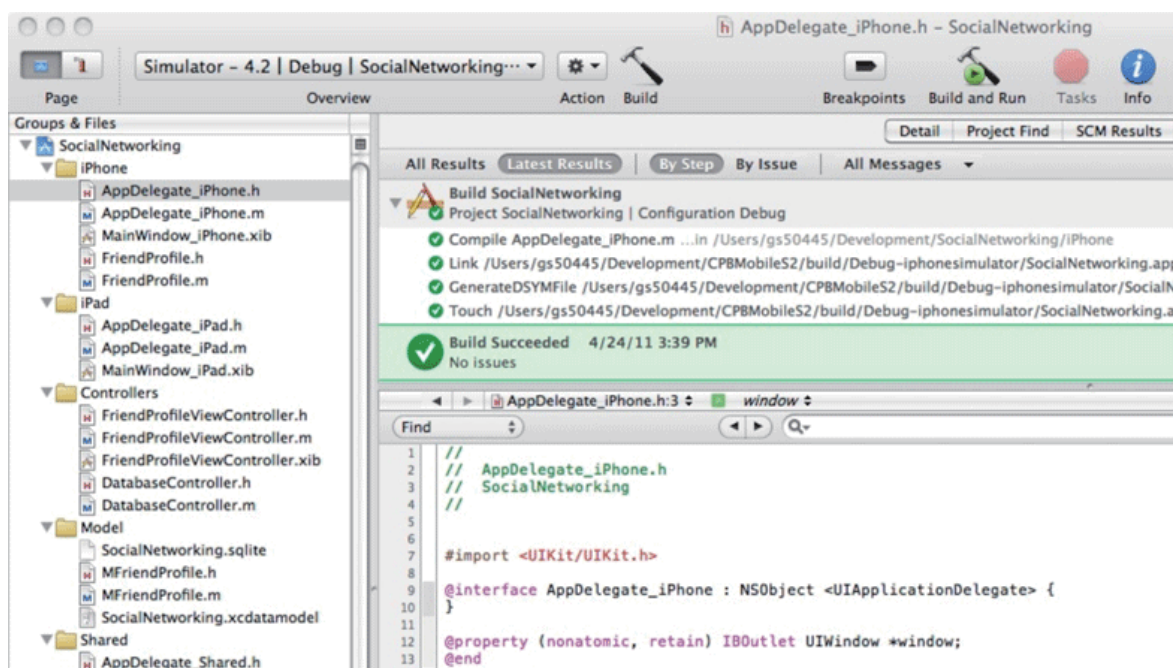 AppDelegate_iPhone.h – SocialNetworking
Simulator – 4.2 | Debug | SocialNetworking···
Page
Overview
Action
Build
Breakpoints
Build and Run
Tasks
Info
Groups & Files
SocialNetworking
iPhone
AppDelegate_iPhone.h
AppDelegate_iPhone.m
MainWindow_iPhone.xib
FriendProfile.h
FriendProfile.m
iPad
AppDelegate_iPad.h
AppDelegate_iPad.m
MainWindow_iPad.xib
Controllers
FriendProfileViewController.h
FriendProfileViewController.m
FriendProfileViewController.xib
DatabaseController.h
DatabaseController.m
Model
SocialNetworking.sqlite
MFriendProfile.h
MFriendProfile.m
SocialNetworking.xcdatamodel
Shared
AppDelegate_Shared.h
Detail
Project Find
SCM Results
All Results
Latest Results
By Step
By Issue
All Messages
Build SocialNetworking
Project SocialNetworking | Configuration Debug
Compile AppDelegate_iPhone.m ...in /Users/gs50445/Development/SocialNetworking/iPhone
Link /Users/gs50445/Development/CPBMobileS2/build/Debug-iphonesimulator/SocialNetworking.app
GenerateDSYMFile /Users/gs50445/Development/CPBMobileS2/build/Debug-iphonesimulator/SocialN
Touch /Users/gs50445/Development/CPBMobileS2/build/Debug-iphonesimulator/SocialNetworking.a
Build Succeeded 4/24/11 3:39 PM
No issues
AppDelegate_iPhone.h:3
window
Find
1 //
2 // AppDelegate_iPhone.h
3 // SocialNetworking
4 //
5
6
7 #import <UIKit/UIKit.h>
8
9 @interface AppDelegate_iPhone : NSObject <UIApplicationDelegate> {
10 }
11
12 @property (nonatomic, retain) IBOutlet UIWindow *window;
13 @end